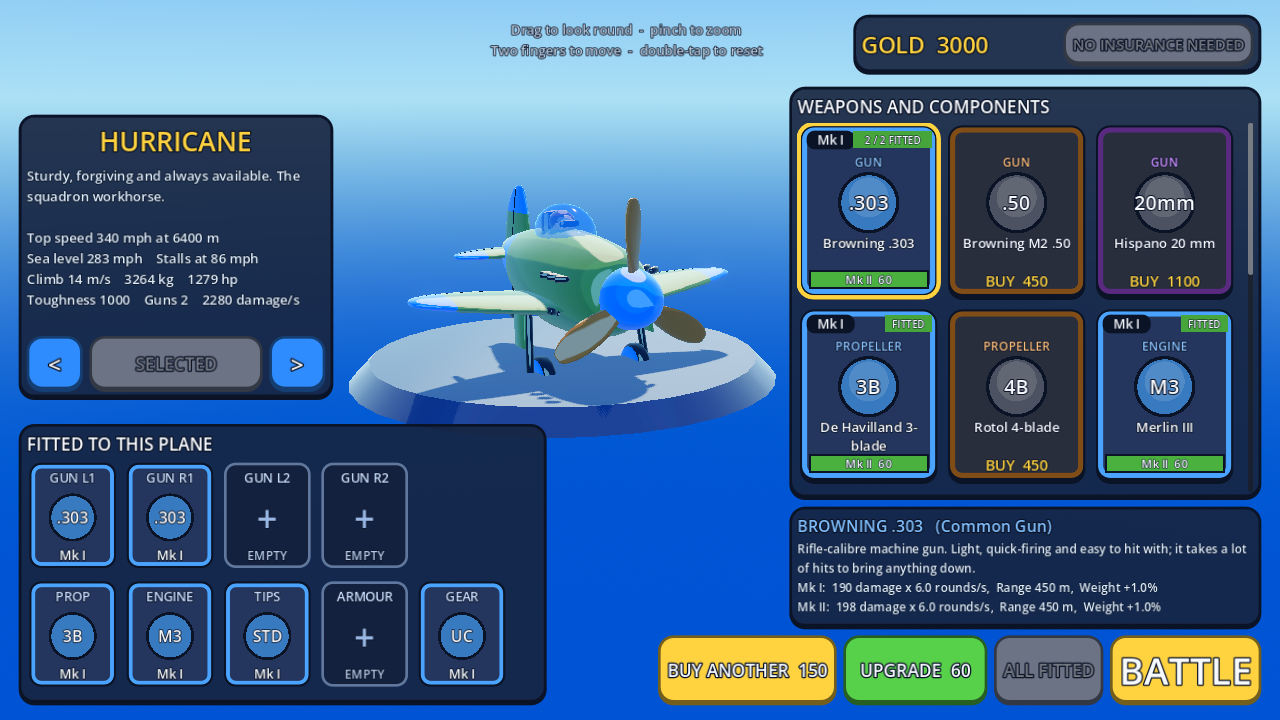 Drag to look round - pinch to zoom
Two fingers to move - double-tap to reset
GOLD 3000
NO INSURANCE NEEDED
HURRICANE
Sturdy, forgiving and always available. The
squadron workhorse.
Top speed 340 mph at 6400 m
Sea level 283 mph Stalls at 86 mph
Climb 14 m/s 3264 kg 1279 hp
Toughness 1000 Guns 2 2280 damage/s
<
SELECTED
>
WEAPONS AND COMPONENTS
Mk I 2 / 2 FITTED
GUN
.303
Browning .303
Mk II 60
GUN
.50
Browning M2 .50
BUY 450
GUN
20mm
Hispano 20 mm
BUY 1100
Mk I FITTED
PROPELLER
3B
De Havilland 3-
blade
Mk II 60
PROPELLER
4B
Rotol 4-blade
BUY 450
Mk I FITTED
ENGINE
M3
Merlin III
Mk II 60
FITTED TO THIS PLANE
GUN L1
.303
Mk I
GUN R1
.303
Mk I
GUN L2
+
EMPTY
GUN R2
+
EMPTY
PROP
3B
Mk I
ENGINE
M3
Mk I
TIPS
STD
Mk I
ARMOUR
+
EMPTY
GEAR
UC
Mk I
BROWNING .303 (Common Gun)
Rifle-calibre machine gun. Light, quick-firing and easy to hit with; it takes a lot
of hits to bring anything down.
Mk I: 190 damage x 6.0 rounds/s, Range 450 m, Weight +1.0%
Mk II: 198 damage x 6.0 rounds/s, Range 450 m, Weight +1.0%
BUY ANOTHER 150
UPGRADE 60
ALL FITTED
BATTLE